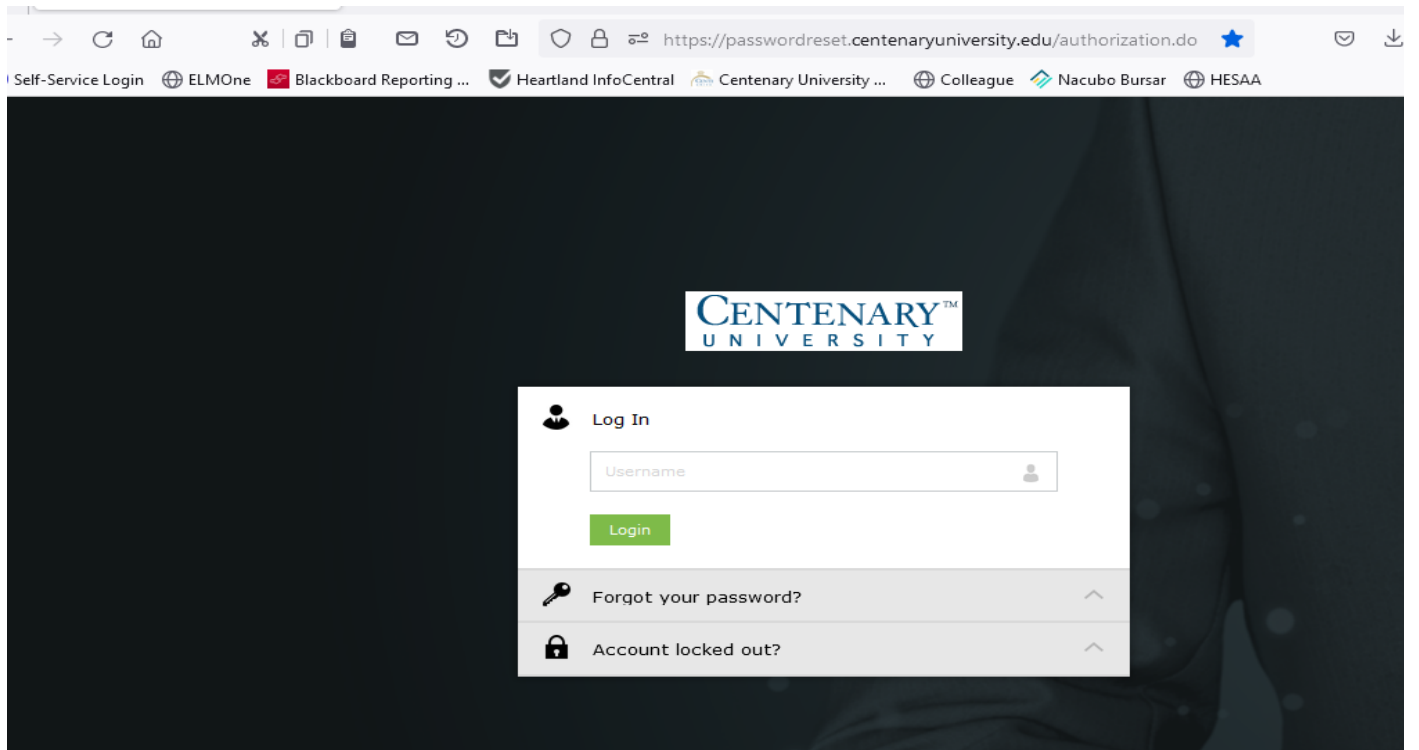 https://passwordreset.centenaryuniversity.edu/authorization.do
Self-Service Login ELMOne Blackboard Reporting ... Heartland InfoCentral Centenary University ... Colleague Nacubo Bursar HESAA
CENTENARY™
UNIVERSITY
Log In
Username
Login
Forgot your password?
Account locked out?